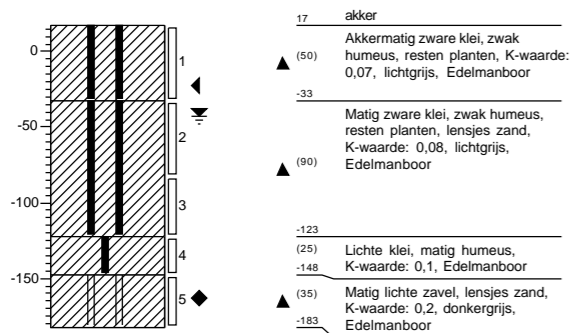 0
-50
-100
-150
1
2
3
4
5
17 akker
Akkermatig zware klei, zwak
(50) humeus, resten planten, K-waarde:
0,07, lichtgrijs, Edelmanboor
-33
Matig zware klei, zwak humeus,
resten planten, lensjes zand,
K-waarde: 0,08, lichtgrijs,
(90) Edelmanboor
-123
(25) Lichte klei, matig humeus,
-148 K-waarde: 0,1, Edelmanboor
(35) Matig lichte zavel, lensjes zand,
K-waarde: 0,2, donkergrijs,
-183 Edelmanboor